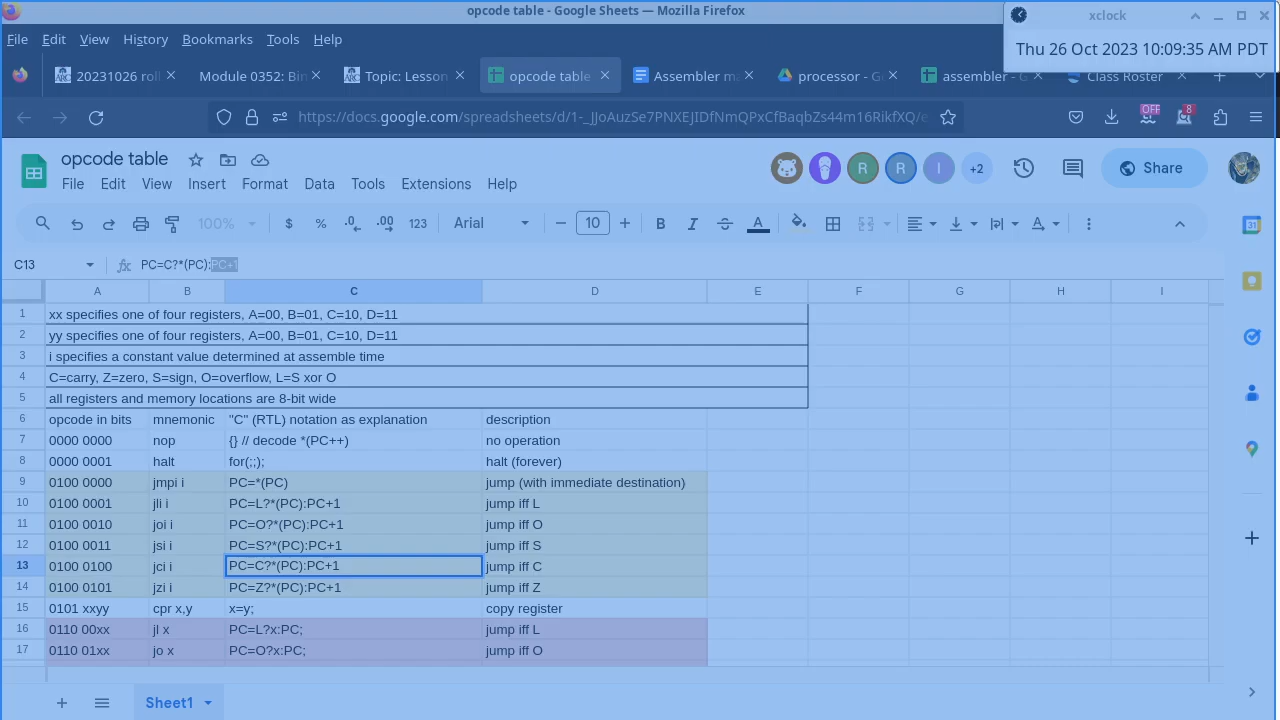 opcode table - Google Sheets — Mozilla Firefox
xclock
Thu 26 Oct 2023 10:09:35 AM PDT
File Edit View History Bookmarks Tools Help
20231026 roll
Module 0352: Bin
Topic: Lesson
opcode table
Assembler ma
processor - Go
assembler - G
Class Roster
https://docs.google.com/spreadsheets/d/1-_JJoAuzSe7PNXEJIDfNmQPxCfBaqbZs44m16RikfXQ/e
OFF
8
opcode table
R R I +2
Share
File Edit View Insert Format Data Tools Extensions Help
100% $ % .0 .00 123 Arial 10 B I A
31
C13 fx PC=C?*(PC):PC+1
A B C D E F G H I
1 xx specifies one of four registers, A=00, B=01, C=10, D=11
2 yy specifies one of four registers, A=00, B=01, C=10, D=11
3 i specifies a constant value determined at assemble time
4 C=carry, Z=zero, S=sign, O=overflow, L=S xor O
5 all registers and memory locations are 8-bit wide
6 opcode in bits mnemonic "C" (RTL) notation as explanation description
7 0000 0000 nop {} // decode *(PC++) no operation
8 0000 0001 halt for(;;); halt (forever)
9 0100 0000 jmpi i PC=*(PC) jump (with immediate destination)
10 0100 0001 jli i PC=L?*(PC):PC+1 jump iff L
11 0100 0010 joi i PC=O?*(PC):PC+1 jump iff O
12 0100 0011 jsi i PC=S?*(PC):PC+1 jump iff S
13 0100 0100 jci i PC=C?*(PC):PC+1 jump iff C
14 0100 0101 jzi i PC=Z?*(PC):PC+1 jump iff Z
15 0101 xxyy cpr x,y x=y; copy register
16 0110 00xx jl x PC=L?x:PC; jump iff L
17 0110 01xx jo x PC=O?x:PC; jump iff O
Sheet1